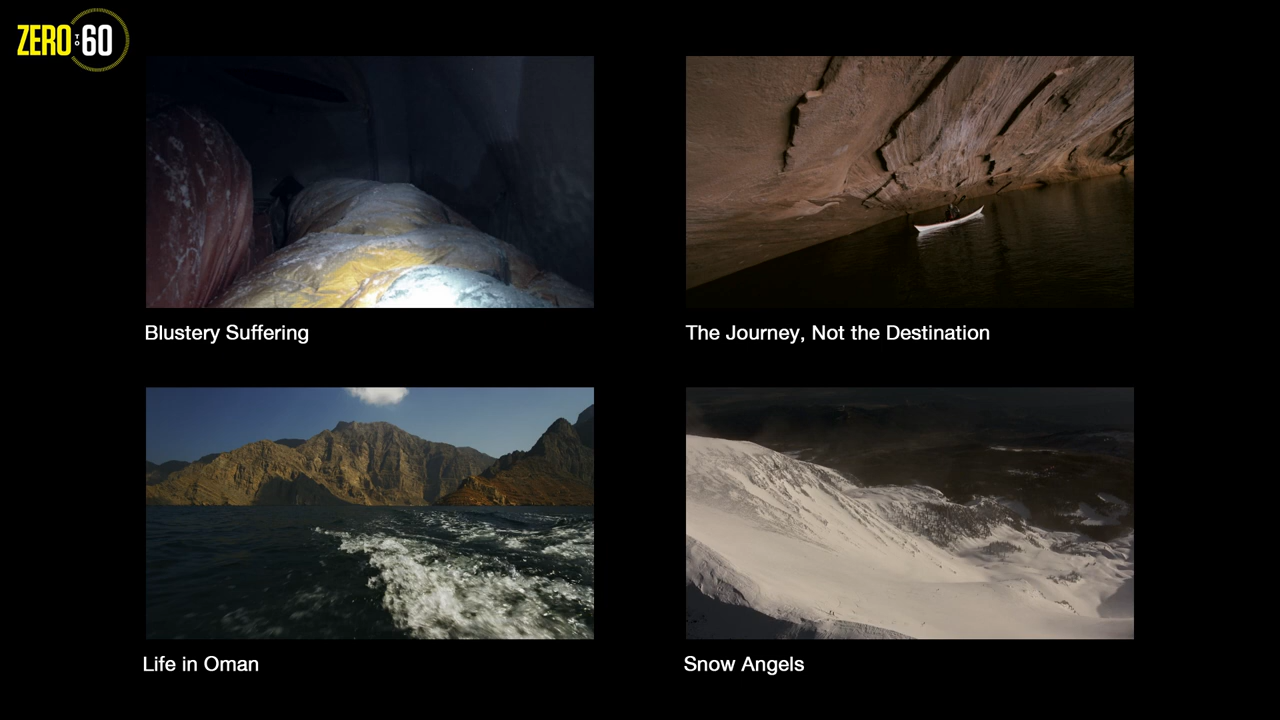 ZERO TO 60
Blustery Suffering
The Journey, Not the Destination
Life in Oman
Snow Angels